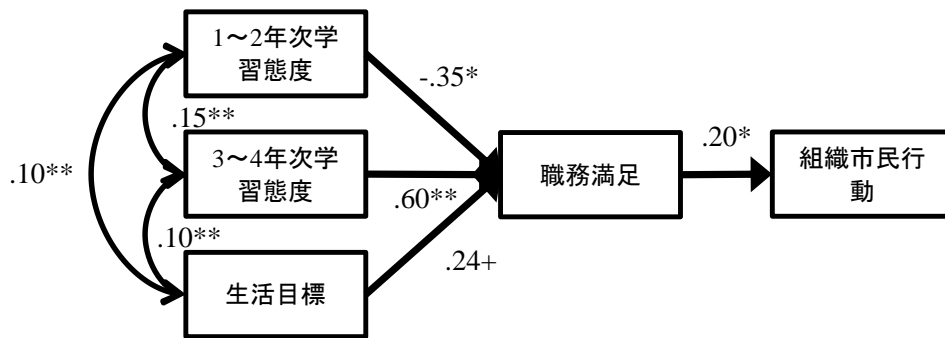 1～2年次学
習態度
-.35*
.15**
.10**
3～4年次学
習態度
.60**
職務満足
.20*
組織市民行
動
.10**
.24+
生活目標